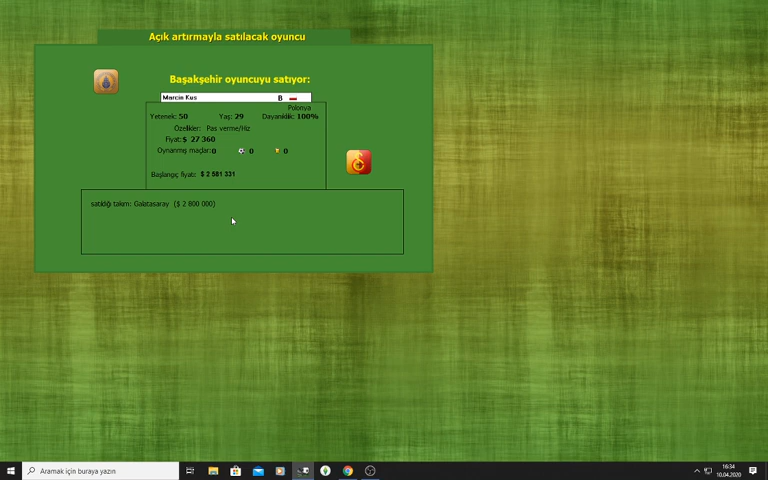 Açık artırmayla satılacak oyuncu
Başakşehir oyuncuyu satıyor:
Marcin Kus B
Polonya
Yetenek: 50 Yaş: 29 Dayanıklılık: 100%
Özellikler: Pas verme/Hız
Fiyat: $ 27 360
Oynanmış maçlar: 0 0 0
Başlangıç fiyatı: $ 2 581 331
satıldığı takım: Galatasaray ($ 2 800 000)
Aramak için buraya yazın
16:34
10.04.2020